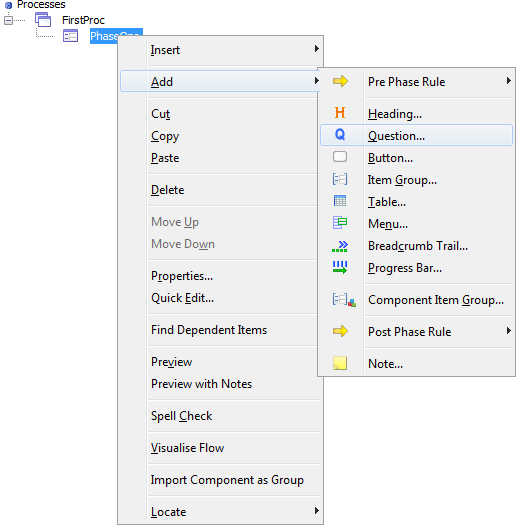 Processes
FirstProc
PhaseOne
Insert
Add
Cut
Copy
Paste
Delete
Move Up
Move Down
Properties...
Quick Edit...
Find Dependent Items
Preview
Preview with Notes
Spell Check
Visualise Flow
Import Component as Group
Locate
Pre Phase Rule
H Heading...
Q Question...
Button...
Item Group...
Table...
Menu...
Breadcrumb Trail...
Progress Bar...
Component Item Group...
Post Phase Rule
Note...